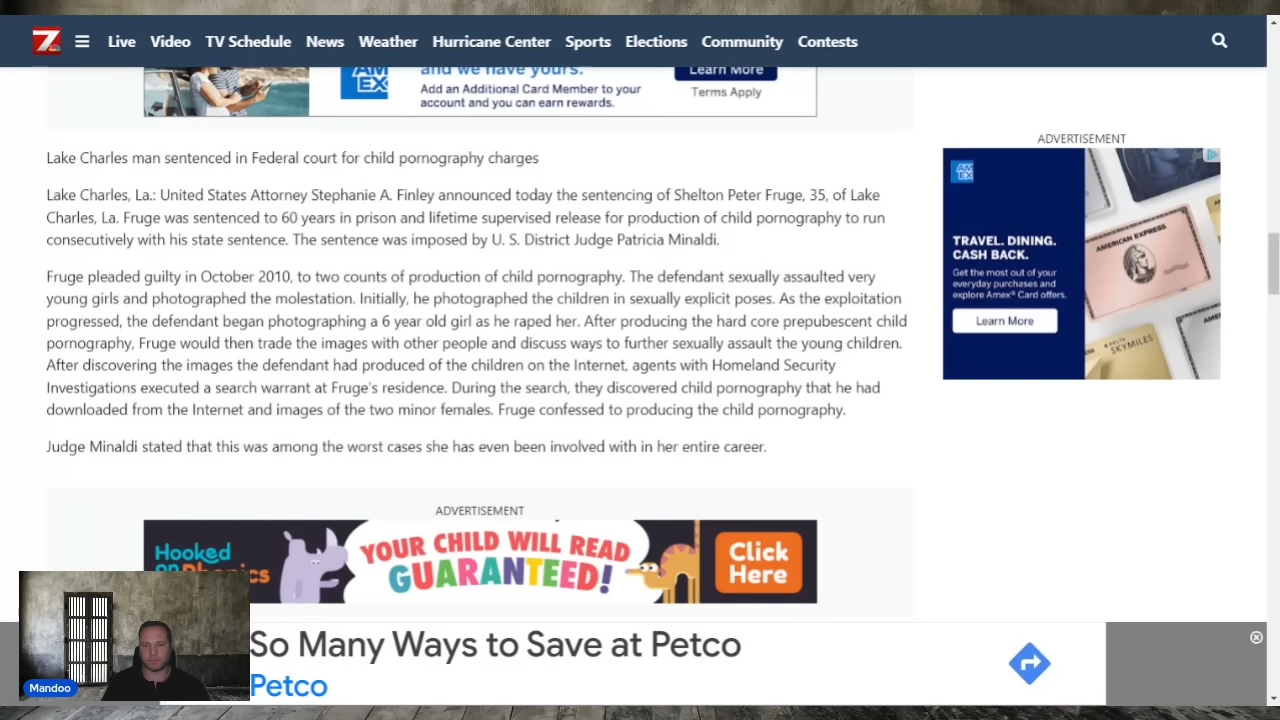 7
Live Video TV Schedule News Weather Hurricane Center Sports Elections Community Contests
AM
EX
and we have yours.
Add an Additional Card Member to your
account and you can earn rewards.
Learn More
Terms Apply
Lake Charles man sentenced in Federal court for child pornography charges
Lake Charles, La.: United States Attorney Stephanie A. Finley announced today the sentencing of Shelton Peter Fruge, 35, of Lake
Charles, La. Fruge was sentenced to 60 years in prison and lifetime supervised release for production of child pornography to run
consecutively with his state sentence. The sentence was imposed by U. S. District Judge Patricia Minaldi.
Fruge pleaded guilty in October 2010, to two counts of production of child pornography. The defendant sexually assaulted very
young girls and photographed the molestation. Initially, he photographed the children in sexually explicit poses. As the exploitation
progressed, the defendant began photographing a 6 year old girl as he raped her. After producing the hard core prepubescent child
pornography, Fruge would then trade the images with other people and discuss ways to further sexually assault the young children.
After discovering the images the defendant had produced of the children on the Internet, agents with Homeland Security
Investigations executed a search warrant at Fruge's residence. During the search, they discovered child pornography that he had
downloaded from the Internet and images of the two minor females. Fruge confessed to producing the child pornography.
Judge Minaldi stated that this was among the worst cases she has even been involved with in her entire career.
ADVERTISEMENT
AM
EX
TRAVEL. DINING.
CASH BACK.
Get the most out of your
everyday purchases and
explore Amex® Card offers.
Learn More
AMERICAN EXPRESS
SKYMILES
ADVERTISEMENT
Hooked
on Phonics
YOUR CHILD WILL READ
GUARANTEED!
Click
Here
So Many Ways to Save at Petco
Petco
Mandoo